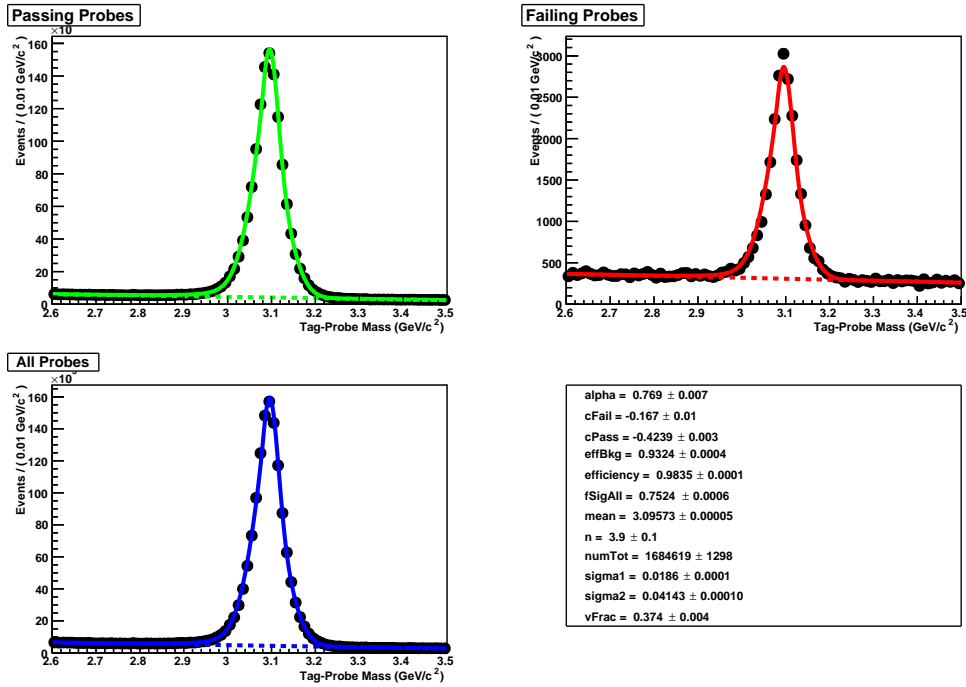 Passing Probes
×10
Events / ( 0.01 GeV/c² )
160
140
120
100
80
60
40
20
0
2.6 2.7 2.8 2.9 3 3.1 3.2 3.3 3.4 3.5
Tag-Probe Mass (GeV/c²)
Failing Probes
Events / ( 0.01 GeV/c² )
3000
2500
2000
1500
1000
500
0
2.6 2.7 2.8 2.9 3 3.1 3.2 3.3 3.4 3.5
Tag-Probe Mass (GeV/c²)
All Probes
×10
Events / ( 0.01 GeV/c² )
160
140
120
100
80
60
40
20
0
2.6 2.7 2.8 2.9 3 3.1 3.2 3.3 3.4 3.5
Tag-Probe Mass (GeV/c²)
alpha = 0.769 ± 0.007
cFail = -0.167 ± 0.01
cPass = -0.4239 ± 0.003
effBkg = 0.9324 ± 0.0004
efficiency = 0.9835 ± 0.0001
fSigAll = 0.7524 ± 0.0006
mean = 3.09573 ± 0.00005
n = 3.9 ± 0.1
numTot = 1684619 ± 1298
sigma1 = 0.0186 ± 0.0001
sigma2 = 0.04143 ± 0.00010
vFrac = 0.374 ± 0.004